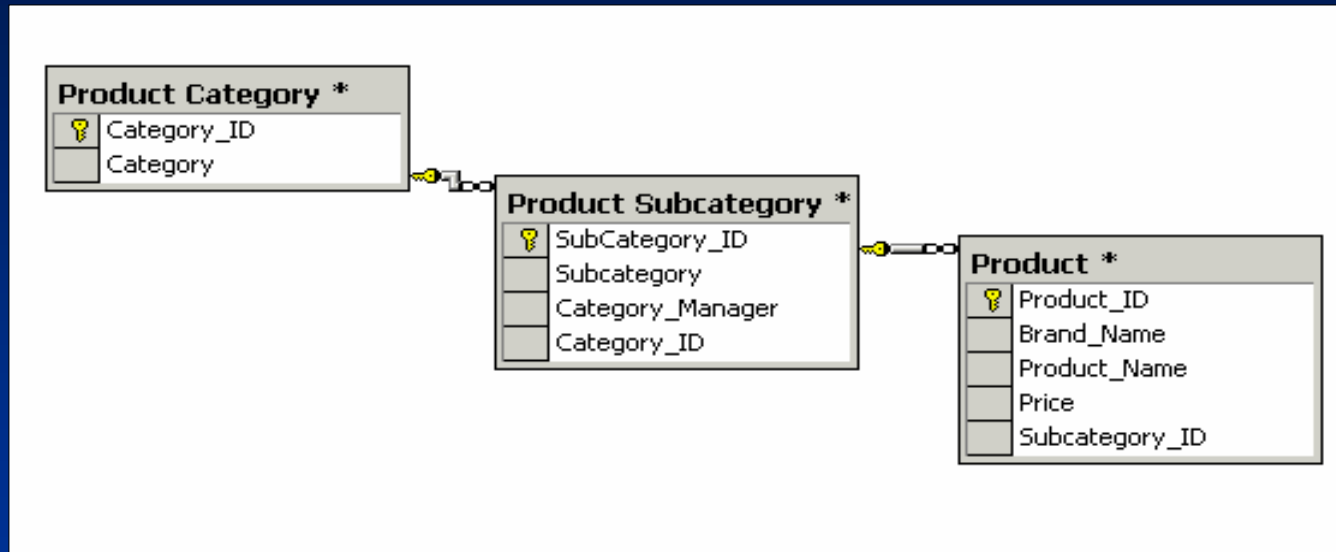 Product Category *
Category_ID
Category
Product Subcategory *
SubCategory_ID
Subcategory
Category_Manager
Category_ID
Product *
Product_ID
Brand_Name
Product_Name
Price
Subcategory_ID